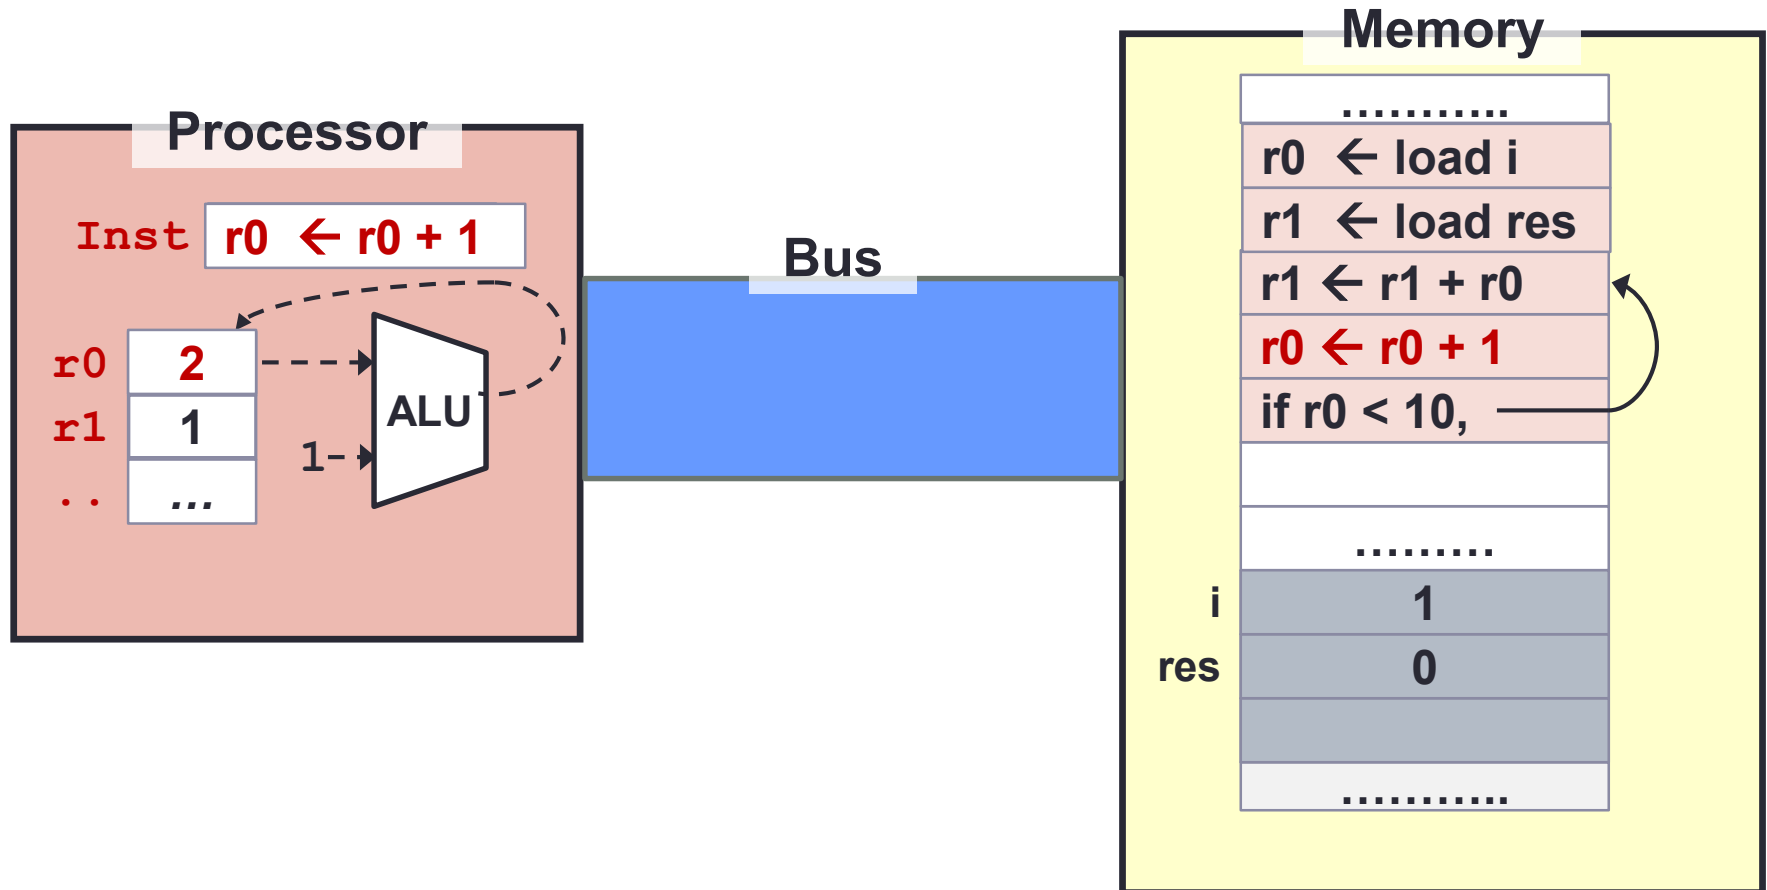 Processor
Inst r0 ← r0 + 1
r0 2
r1 1
.. ...
1
ALU
Bus
Memory
...........
r0 ← load i
r1 ← load res
r1 ← r1 + r0
r0 ← r0 + 1
if r0 < 10,
.........
i 1
res 0
...........